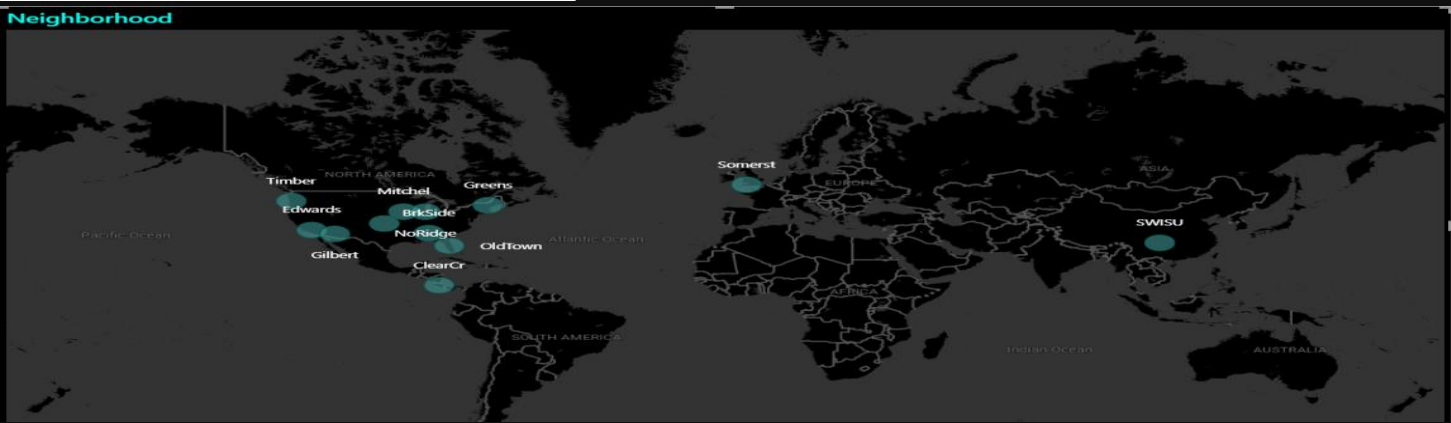 Neighborhood
Somerst
ASIA
NORTH AMERICA
Timber
Mitchel
Greens
EUROPE
Edwards
BrkSide
SWISU
Pacific Ocean
NoRidge
OldTown
Atlantic Ocean
Gilbert
ClearCr
AFRICA
SOUTH AMERICA
Indian Ocean
AUSTRALIA